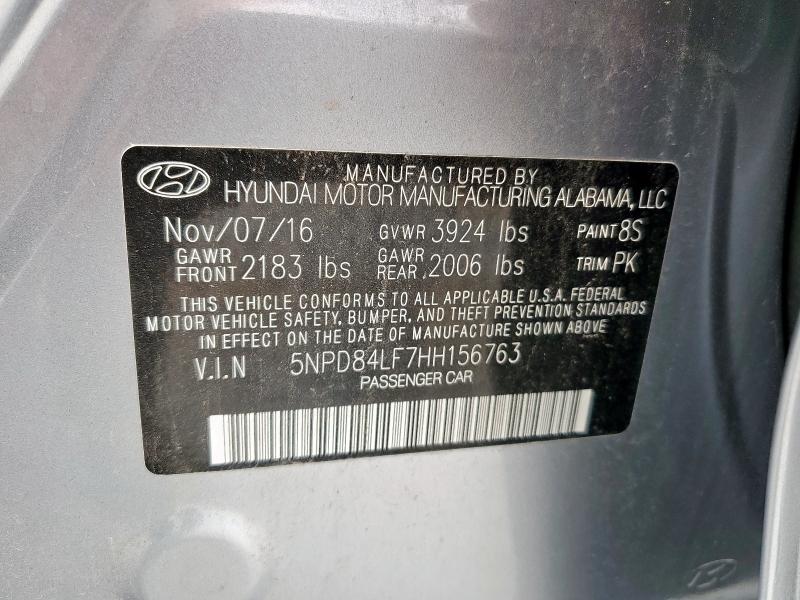 MANUFACTURED BY
HYUNDAI MOTOR MANUFACTURING ALABAMA, LLC
Nov/07/16 GVWR 3924 lbs PAINT 8S
GAWR FRONT 2183 lbs GAWR REAR 2006 lbs TRIM PK
THIS VEHICLE CONFORMS TO ALL APPLICABLE U.S.A. FEDERAL
MOTOR VEHICLE SAFETY, BUMPER, AND THEFT PREVENTION STANDARDS
IN EFFECT ON THE DATE OF MANUFACTURE SHOWN ABOVE
V.I.N 5NPD84LF7HH156763
PASSENGER CAR